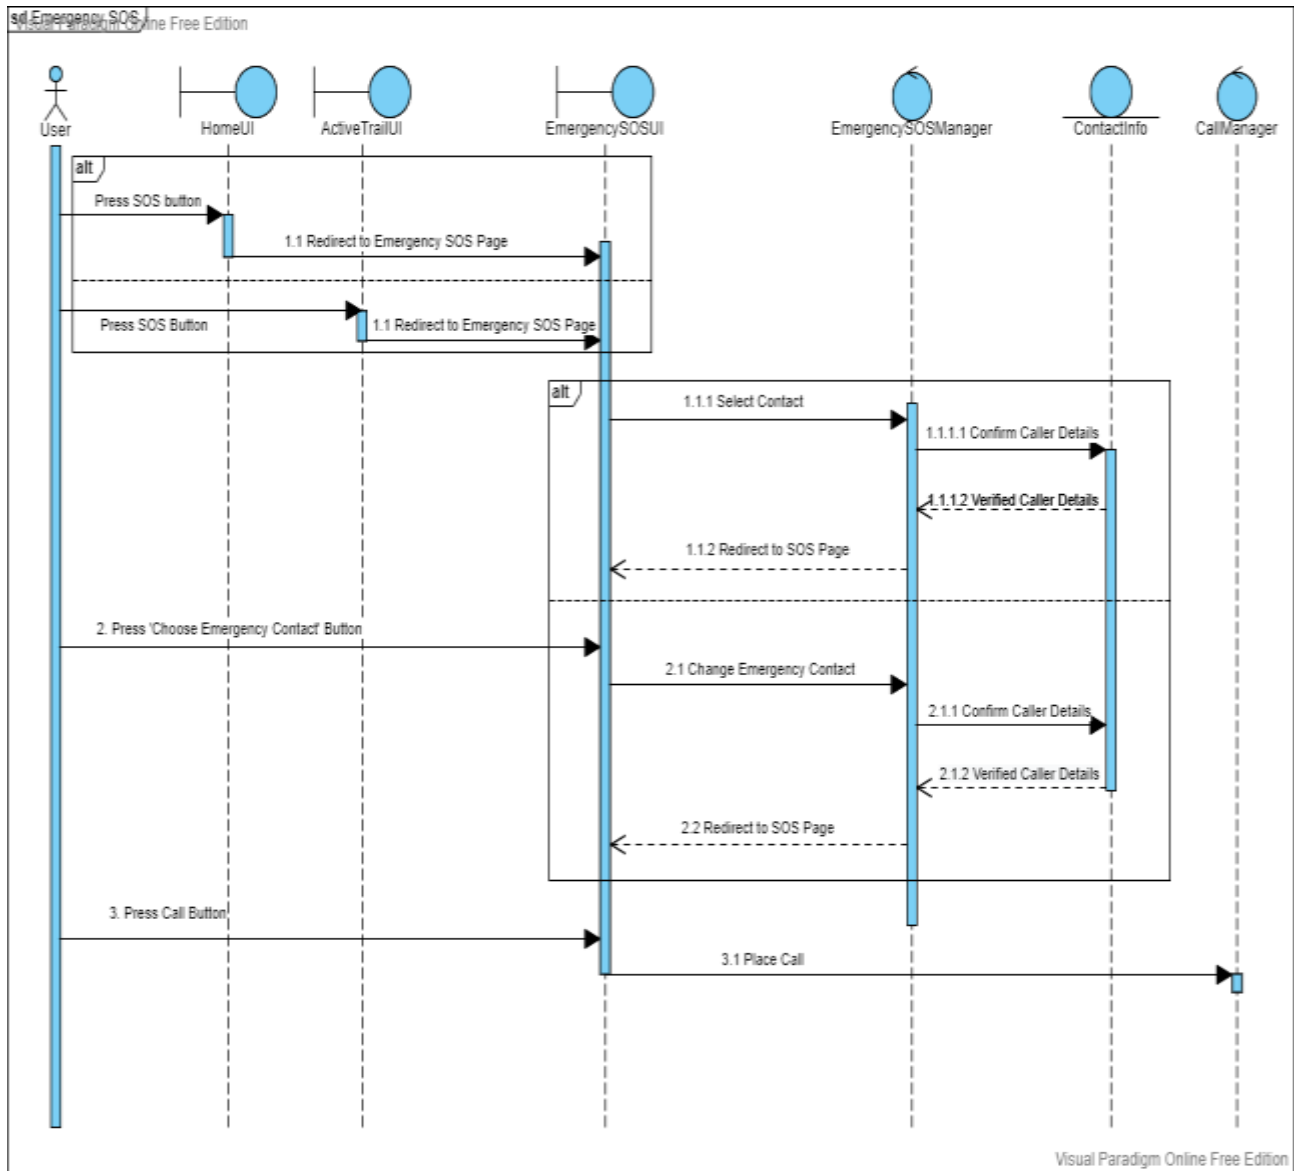 sd Emergency SOS
Visual Paradigm Online Free Edition
User
HomeUI
ActiveTrailUI
EmergencySOSUI
EmergencySOSManager
ContactInfo
CallManager
alt
Press SOS button
1.1 Redirect to Emergency SOS Page
Press SOS Button
1.1 Redirect to Emergency SOS Page
alt
1.1.1 Select Contact
1.1.1.1 Confirm Caller Details
1.1.1.2 Verified Caller Details
1.1.2 Redirect to SOS Page
2. Press 'Choose Emergency Contact' Button
2.1 Change Emergency Contact
2.1.1 Confirm Caller Details
2.1.2 Verified Caller Details
2.2 Redirect to SOS Page
3. Press Call Button
3.1 Place Call
Visual Paradigm Online Free Edition